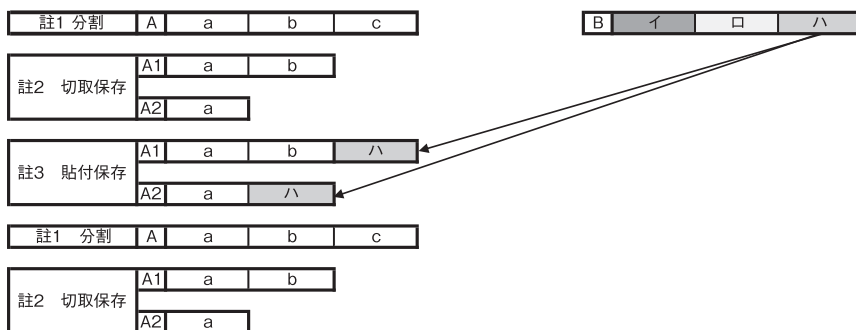 註1 分割 A a b c B イ ロ ハ
A1 a b
註2 切取保存
A2 a
A1 a b ハ
註3 貼付保存
A2 a ハ
註1 分割 A a b c
A1 a b
註2 切取保存
A2 a